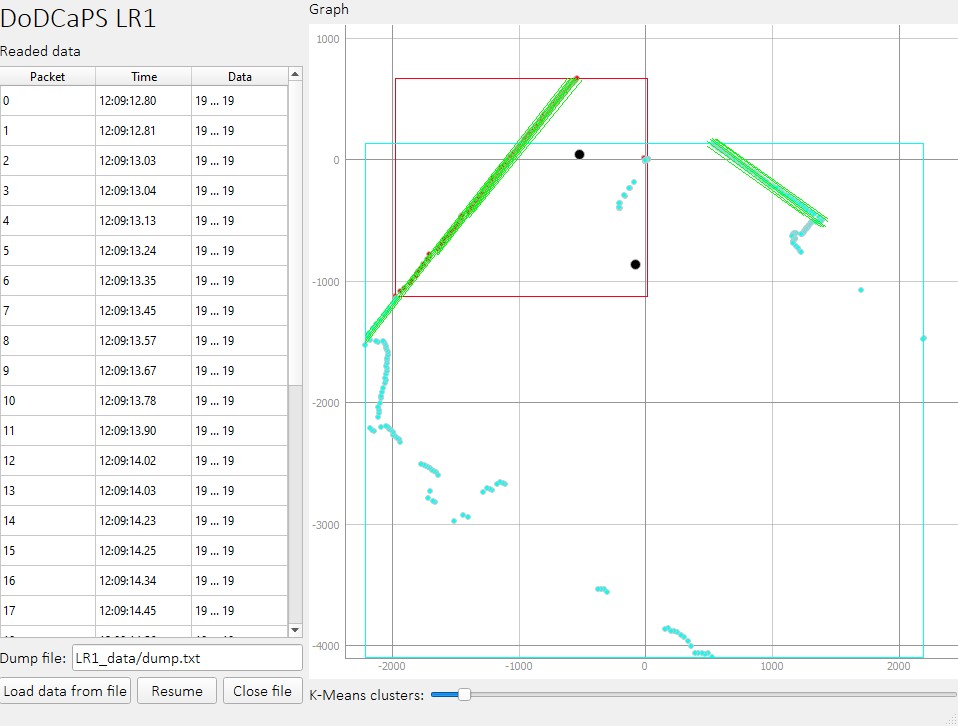 DoDCaPS LR1
Readed data
Packet Time Data
0 12:09:12.80 19 ... 19
1 12:09:12.81 19 ... 19
2 12:09:13.03 19 ... 19
3 12:09:13.04 19 ... 19
4 12:09:13.13 19 ... 19
5 12:09:13.24 19 ... 19
6 12:09:13.35 19 ... 19
7 12:09:13.45 19 ... 19
8 12:09:13.57 19 ... 19
9 12:09:13.67 19 ... 19
10 12:09:13.78 19 ... 19
11 12:09:13.90 19 ... 19
12 12:09:14.02 19 ... 19
13 12:09:14.03 19 ... 19
14 12:09:14.23 19 ... 19
15 12:09:14.25 19 ... 19
16 12:09:14.34 19 ... 19
17 12:09:14.45 19 ... 19
Dump file: LR1_data/dump.txt
Load data from file Resume Close file
Graph
1000
0
-1000
-2000
-3000
-4000
-2000 -1000 0 1000 2000
K-Means clusters: